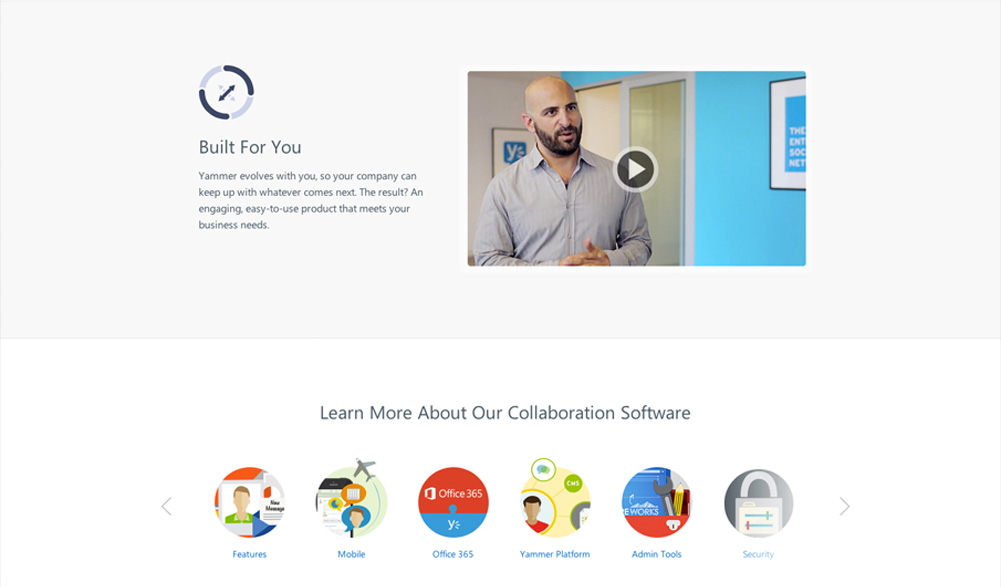 Built For You
Yammer evolves with you, so your company can
keep up with whatever comes next. The result? An
engaging, easy-to-use product that meets your
business needs.
THE
ENT
SOC
NET
Learn More About Our Collaboration Software
New
Message
Office 365
CMS
REWORKS
Features
Mobile
Office 365
Yammer Platform
Admin Tools
Security